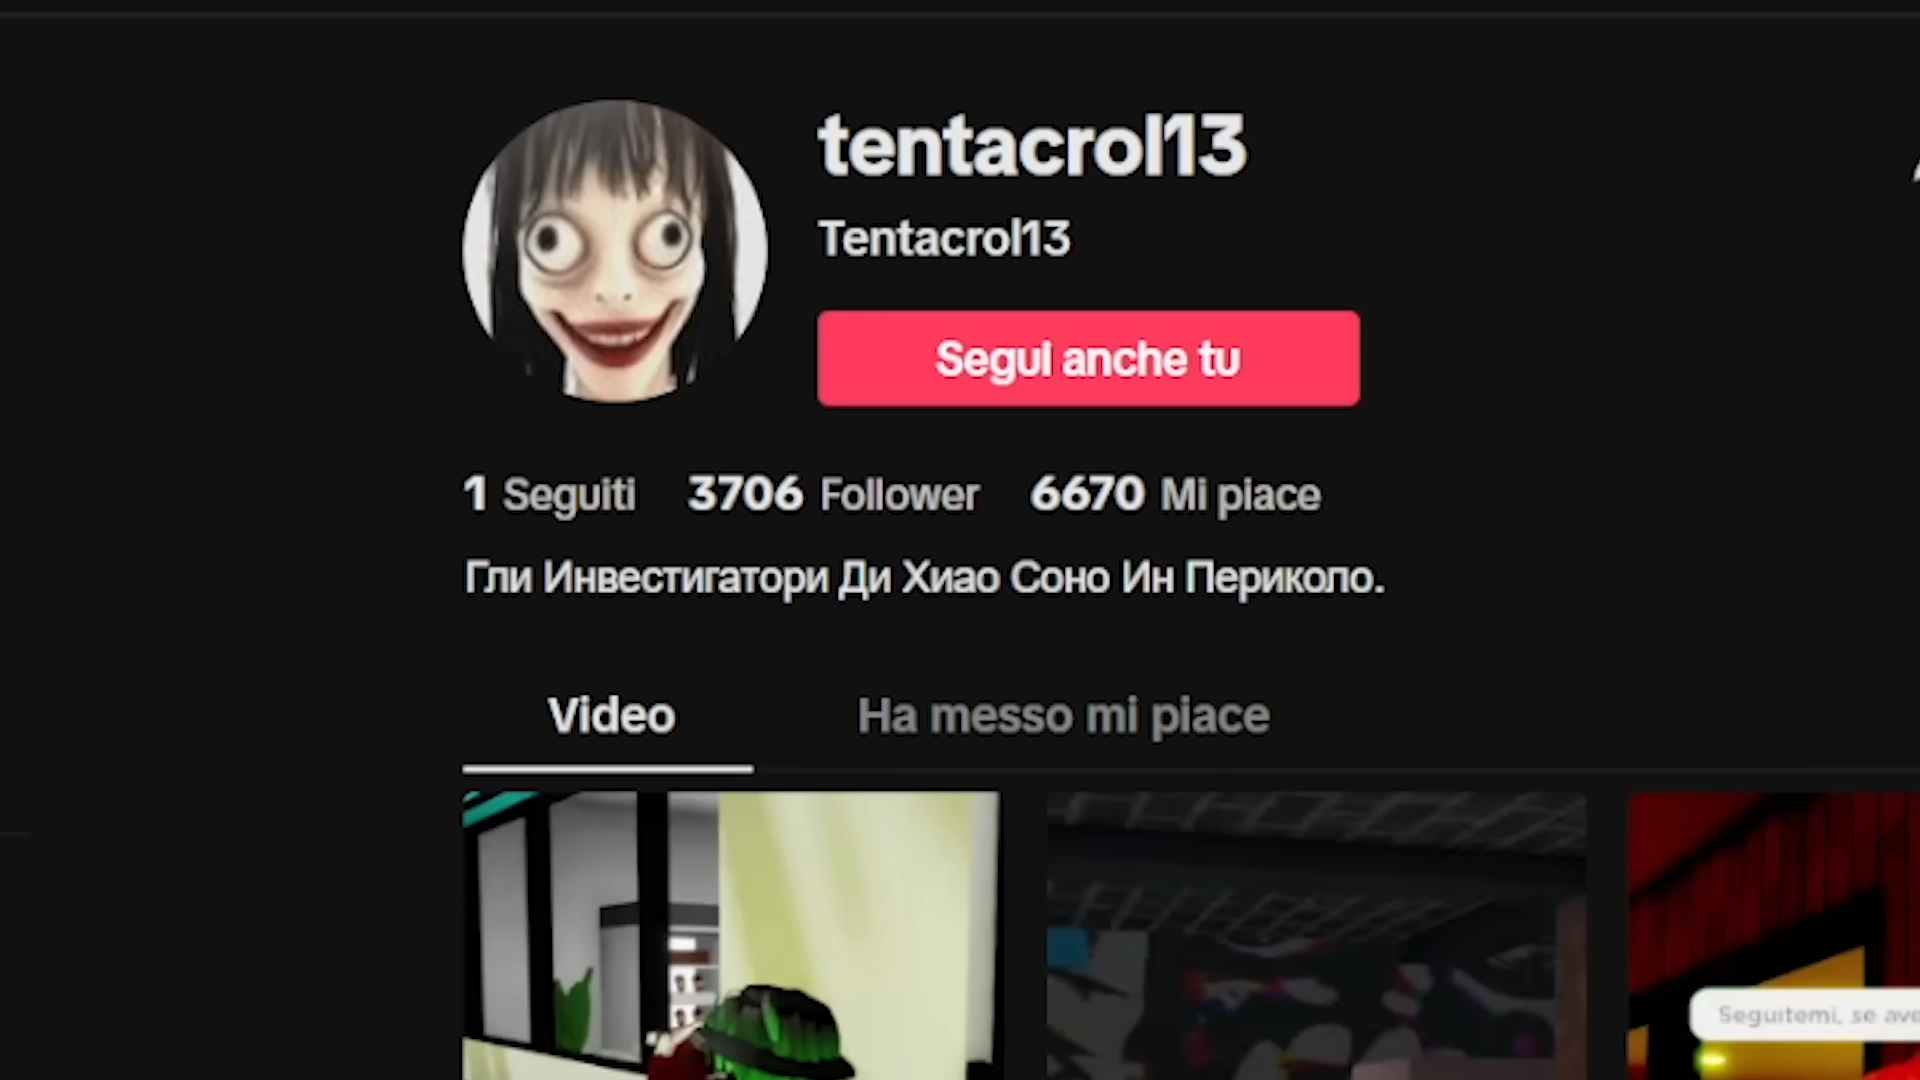 tentacrol13
Tentacrol13
Segui anche tu
1 Seguiti 3706 Follower 6670 Mi piace
Гли Инвестигатори Ди Хиао Соно Ин Периколо.
Video Ha messo mi piace
Seguitemi, se ave